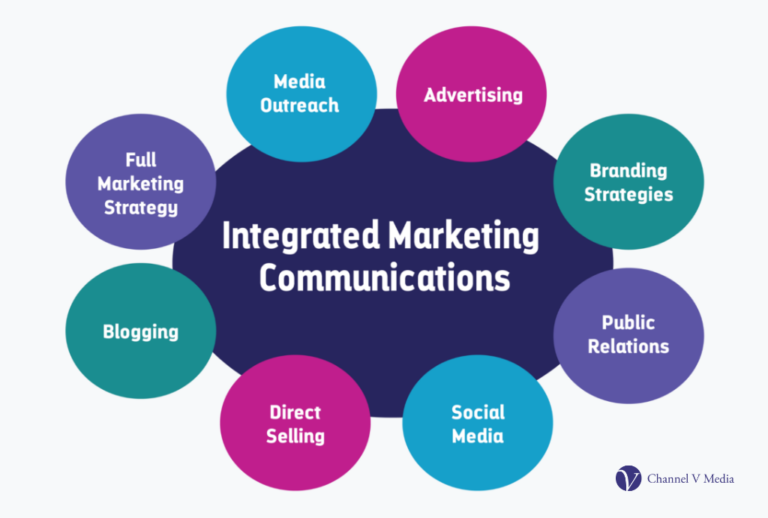 Media
Outreach
Advertising
Full
Marketing
Strategy
Branding
Strategies
Integrated Marketing
Communications
Blogging
Public
Relations
Direct
Selling
Social
Media
V Channel V Media